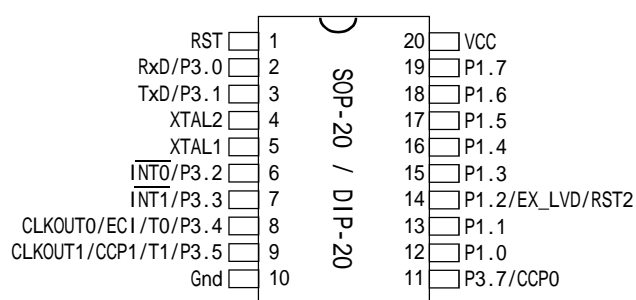 RST 1 20 VCC
RxD/P3.0 2 19 P1.7
TxD/P3.1 3 18 P1.6
XTAL2 4 17 P1.5
XTAL1 5 16 P1.4
INT0/P3.2 6 15 P1.3
INT1/P3.3 7 14 P1.2/EX_LVD/RST2
CLKOUT0/ECI/T0/P3.4 8 13 P1.1
CLKOUT1/CCP1/T1/P3.5 9 12 P1.0
Gnd 10 11 P3.7/CCP0
SOP-20 / DIP-20